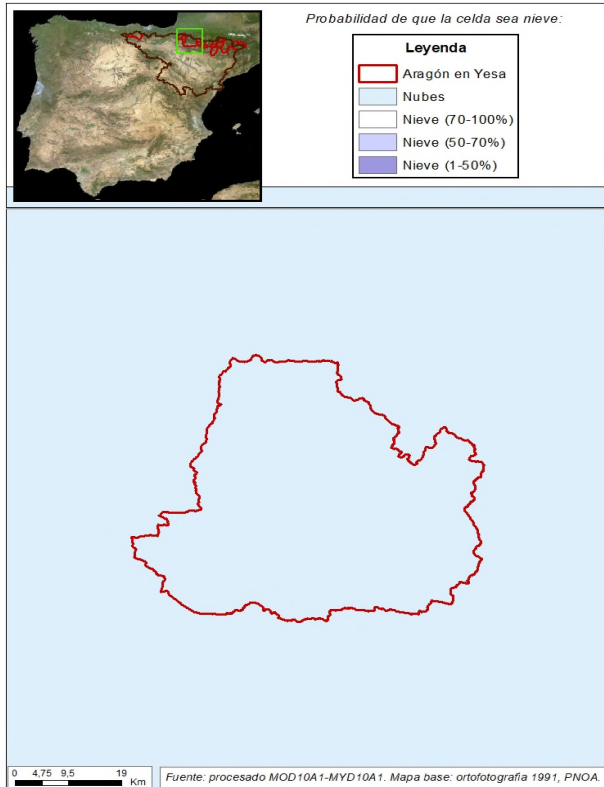 Probabilidad de que la celda sea nieve:
Leyenda
Aragón en Yesa
Nubes
Nieve (70-100%)
Nieve (50-70%)
Nieve (1-50%)
0 4,75 9,5 19
Km
Fuente: procesado MOD10A1-MYD10A1. Mapa base: ortofotografia 1991, PNOA.